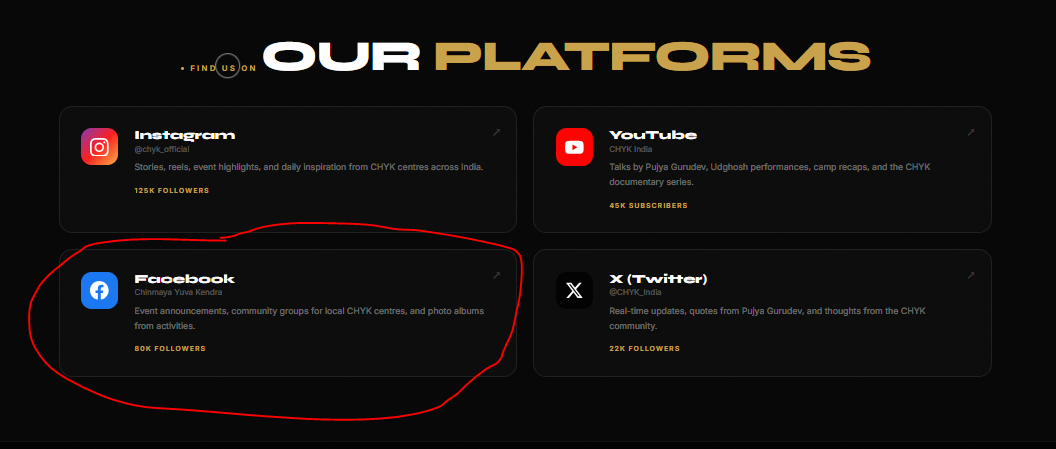 • FIND US ON OUR PLATFORMS
Instagram
@chyk_official
Stories, reels, event highlights, and daily inspiration from CHYK centres across India.
125K FOLLOWERS
YouTube
CHYK India
Talks by Pujya Gurudev, Udghosh performances, camp recaps, and the CHYK
documentary series.
45K SUBSCRIBERS
Facebook
Chinmaya Yuva Kendra
Event announcements, community groups for local CHYK centres, and photo albums
from activities.
80K FOLLOWERS
X (Twitter)
@CHYK_India
Real-time updates, quotes from Pujya Gurudev, and thoughts from the CHYK
community.
22K FOLLOWERS